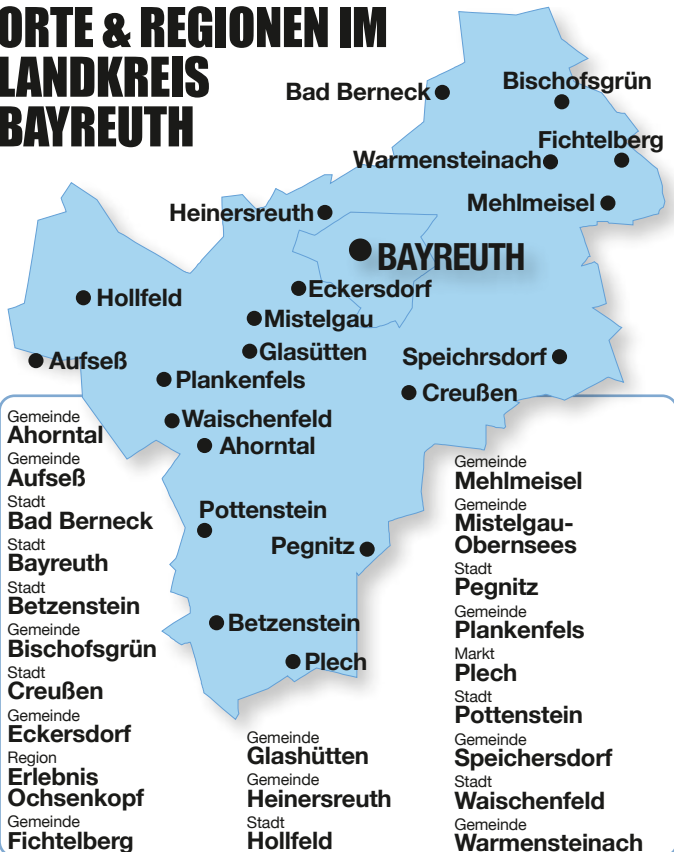 ORTE & REGIONEN IM
LANDKREIS
BAYREUTH
Bad Berneck
Bischofsgrün
Fichtelberg
Warmensteinach
Mehlmeisel
Heinersreuth
BAYREUTH
Eckersdorf
Hollfeld
Mistelgau
Glasütten
Speichrsdorf
Aufseß
Plankenfels
Creußen
Waischenfeld
Ahorntal
Pottenstein
Pegnitz
Betzenstein
Plech
Gemeinde
Ahorntal
Gemeinde
Aufseß
Stadt
Bad Berneck
Stadt
Bayreuth
Stadt
Betzenstein
Gemeinde
Bischofsgrün
Stadt
Creußen
Gemeinde
Eckersdorf
Region
Erlebnis
Ochsenkopf
Gemeinde
Fichtelberg
Gemeinde
Glashütten
Gemeinde
Heinersreuth
Stadt
Hollfeld
Gemeinde
Mehlmeisel
Gemeinde
Mistelgau-
Obernsees
Stadt
Pegnitz
Gemeinde
Plankenfels
Markt
Plech
Stadt
Pottenstein
Gemeinde
Speichersdorf
Stadt
Waischenfeld
Gemeinde
Warmensteinach